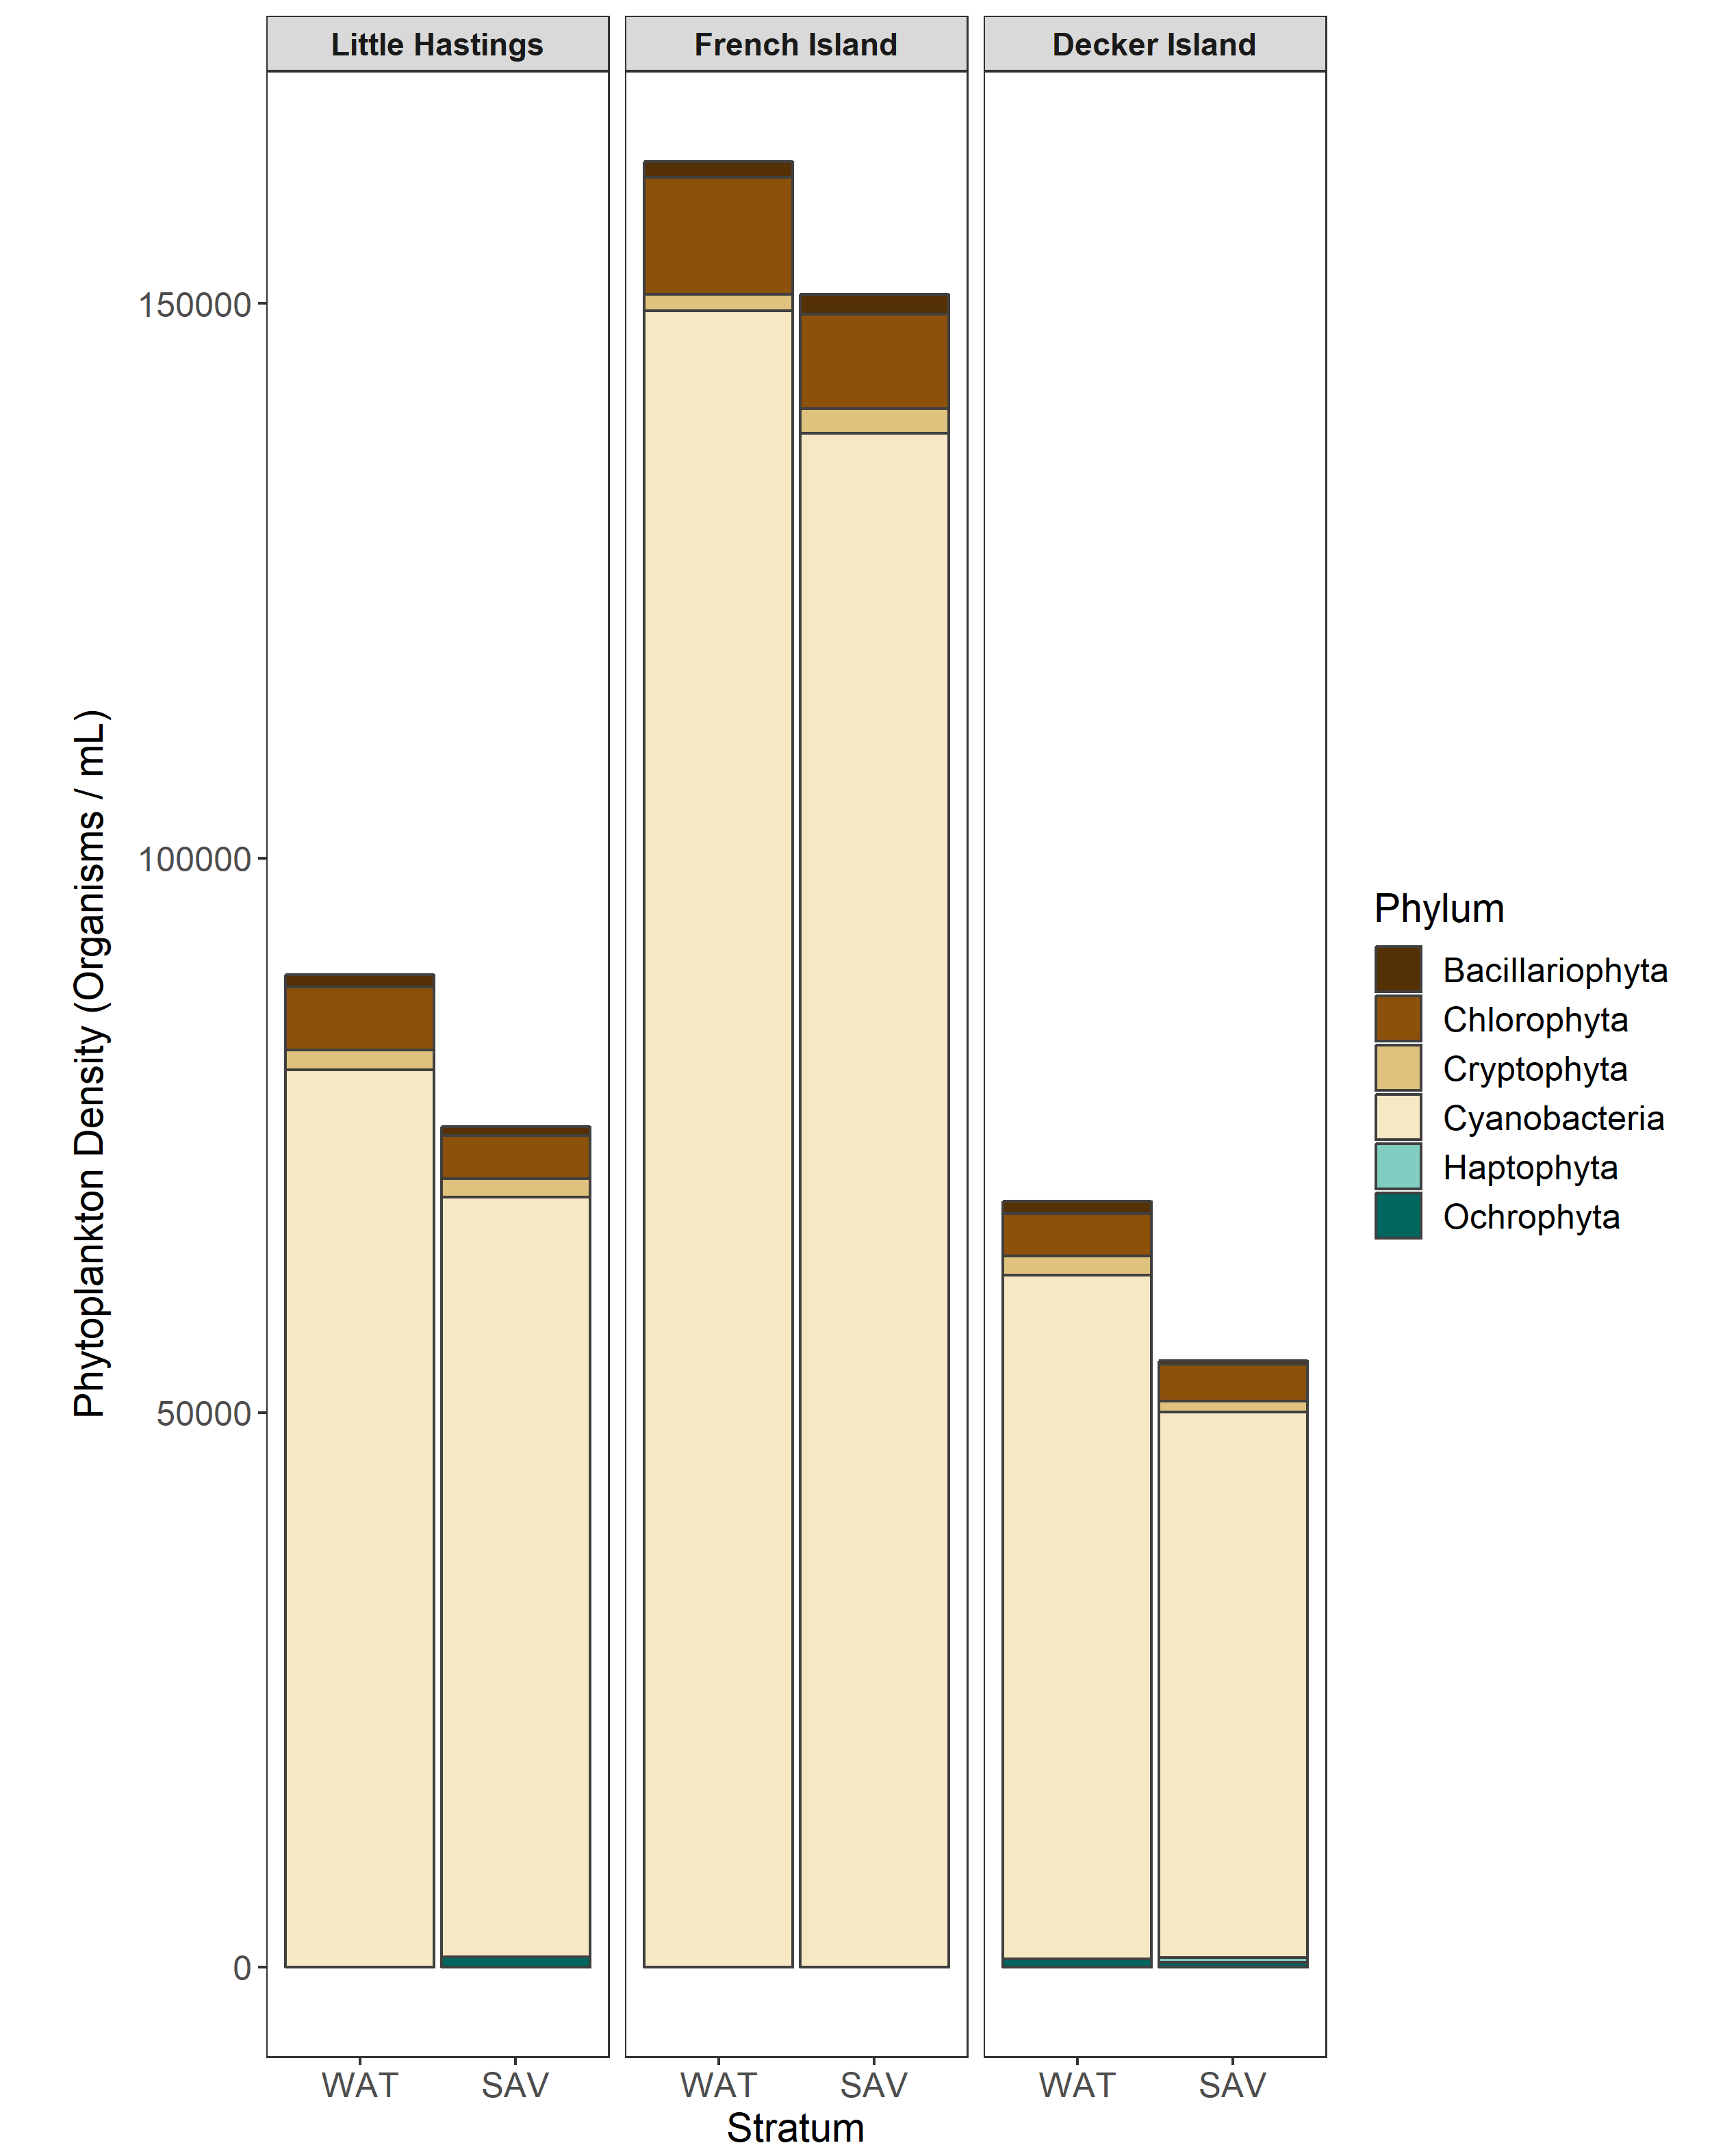 Little Hastings
French Island
Decker Island
Phytoplankton Density (Organisms / mL)
150000
100000
50000
0
WAT SAV WAT SAV WAT SAV
Stratum
Phylum
Bacillariophyta
Chlorophyta
Cryptophyta
Cyanobacteria
Haptophyta
Ochrophyta